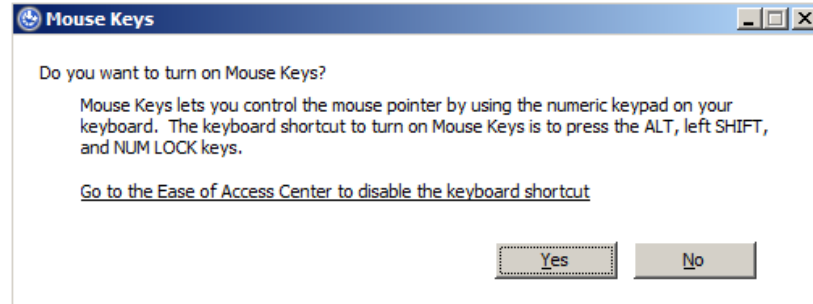 Mouse Keys
Do you want to turn on Mouse Keys?
Mouse Keys lets you control the mouse pointer by using the numeric keypad on your
keyboard.  The keyboard shortcut to turn on Mouse Keys is to press the ALT, left SHIFT,
and NUM LOCK keys.
Go to the Ease of Access Center to disable the keyboard shortcut
Yes No